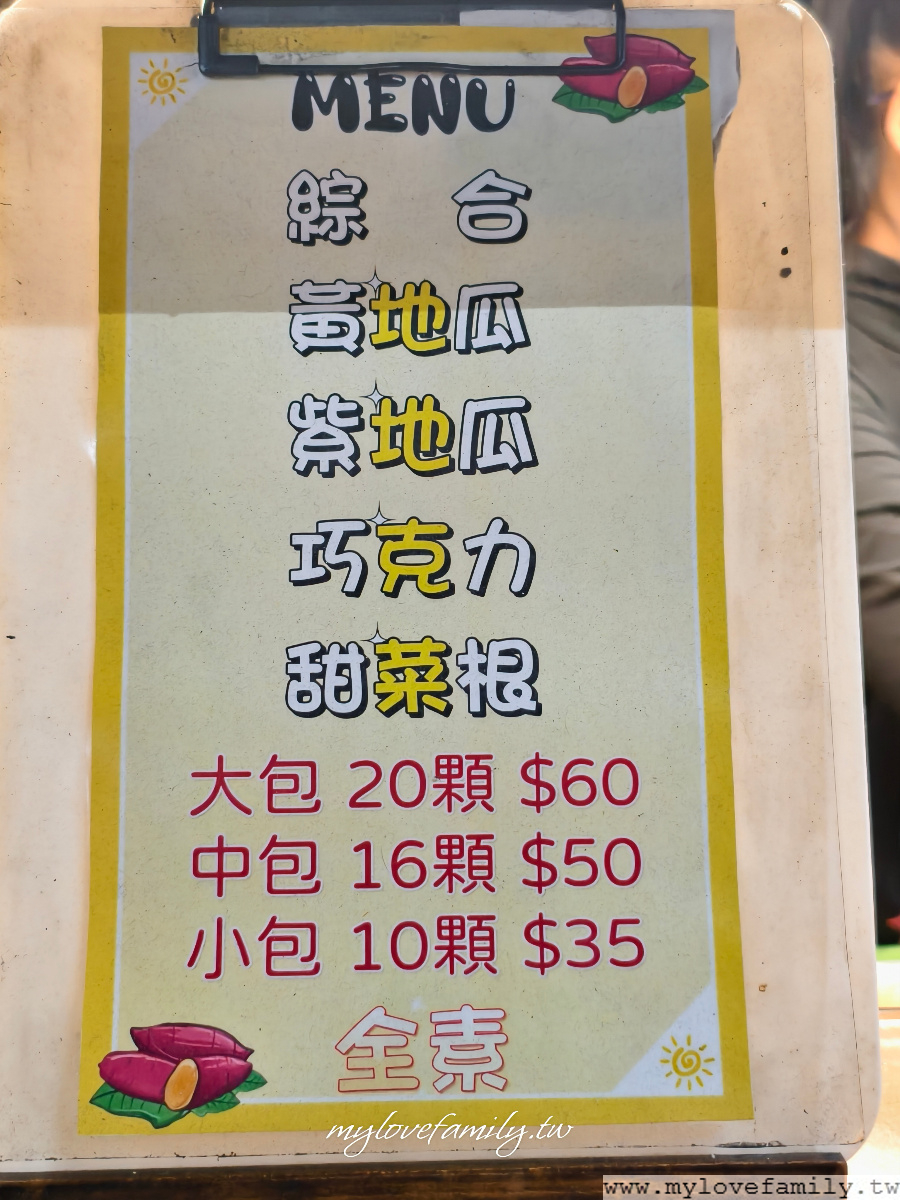 MENU
綜 合
黃地瓜
紫地瓜
巧克力
甜菜根
大包 20顆 $60
中包 16顆 $50
小包 10顆 $35
全素
mylovefamily.tw
www.mylovefamily.tw